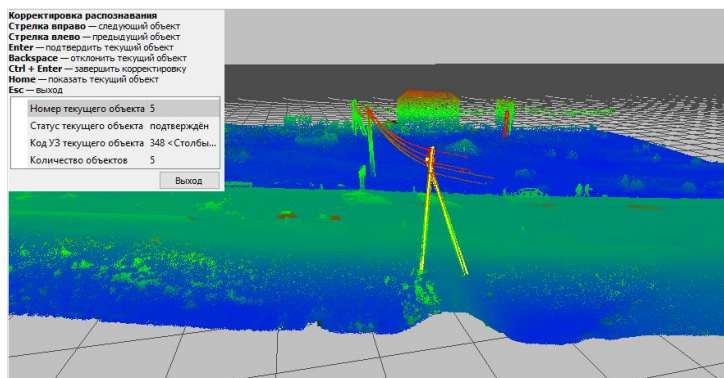 Корректировка распознавания
Стрелка вправо — следующий объект
Стрелка влево — предыдущий объект
Enter — подтвердить текущий объект
Backspace — отклонить текущий объект
Ctrl + Enter — завершить корректировку
Home — показать текущий объект
Esc — выход
Номер текущего объекта 5
Статус текущего объекта подтверждён
Код УЗ текущего объекта 348 <Столбы...
Количество объектов 5
Выход